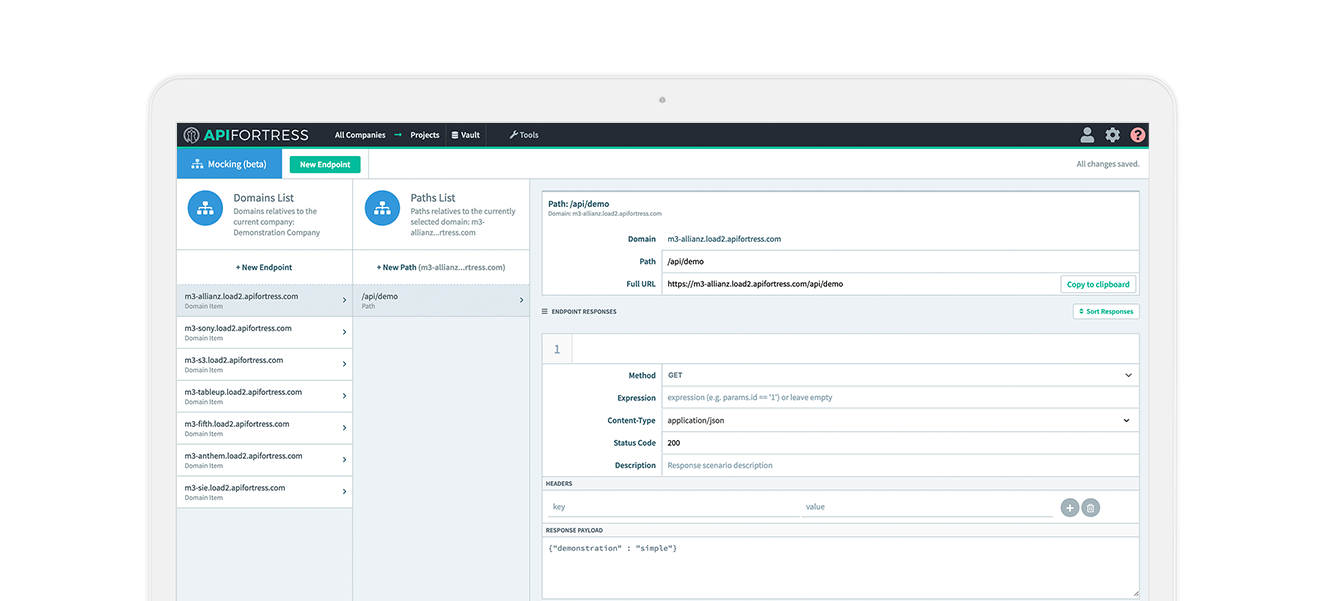 APIFORTRESS All Companies → Projects Vault Tools ?
Mocking (beta) New Endpoint All changes saved.
Domains List
Domains relatives to the
current company:
Demonstration Company
+ New Endpoint
m3-allianz.load2.apifortress.com
Domain Item
m3-sony.load2.apifortress.com
Domain Item
m3-s3.load2.apifortress.com
Domain Item
m3-tableup.load2.apifortress.com
Domain Item
m3-fifth.load2.apifortress.com
Domain Item
m3-anthem.load2.apifortress.com
Domain Item
m3-sie.load2.apifortress.com
Domain Item
Paths List
Paths relatives to the currently
selected domain: m3-
allianz...rtress.com
+ New Path (m3-allianz...rtress.com)
/api/demo
Path
Path: /api/demo
Domain: m3-allianz.load2.apifortress.com
Domain m3-allianz.load2.apifortress.com
Path /api/demo
Full URL https://m3-allianz.load2.apifortress.com/api/demo Copy to clipboard
ENDPOINT RESPONSES Sort Responses
1
Method GET
Expression expression (e.g. params.id == '1') or leave empty
Content-Type application/json
Status Code 200
Description Response scenario description
HEADERS
key value
RESPONSE PAYLOAD
{"demonstration" : "simple"}